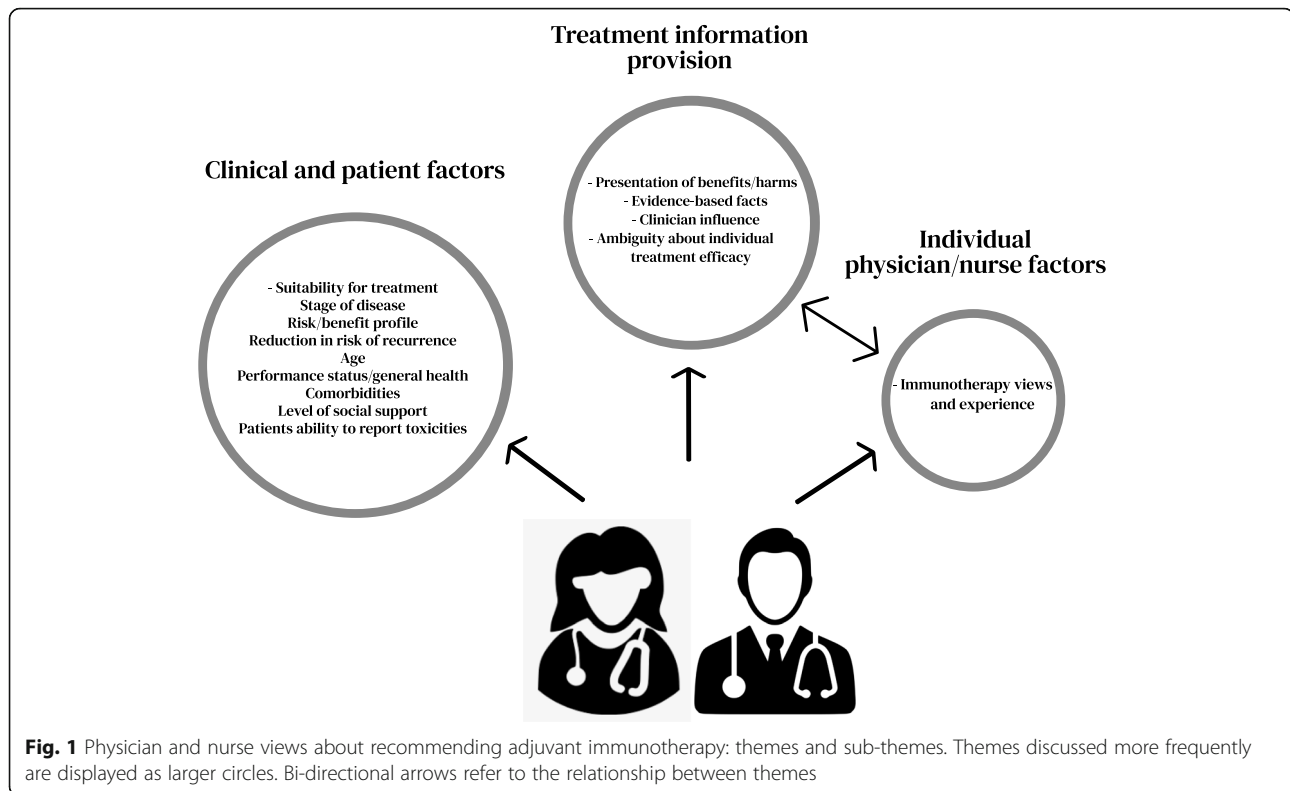 Treatment information
provision
- Presentation of benefits/harms
- Evidence-based facts
- Clinician influence
- Ambiguity about individual
treatment efficacy
Clinical and patient factors
- Suitability for treatment
Stage of disease
Risk/benefit profile
Reduction in risk of recurrence
Age
Performance status/general health
Comorbidities
Level of social support
Patients ability to report toxicities
Individual
physician/nurse factors
- Immunotherapy views
and experience
Fig. 1 Physician and nurse views about recommending adjuvant immunotherapy: themes and sub-themes. Themes discussed more frequently
are displayed as larger circles. Bi-directional arrows refer to the relationship between themes